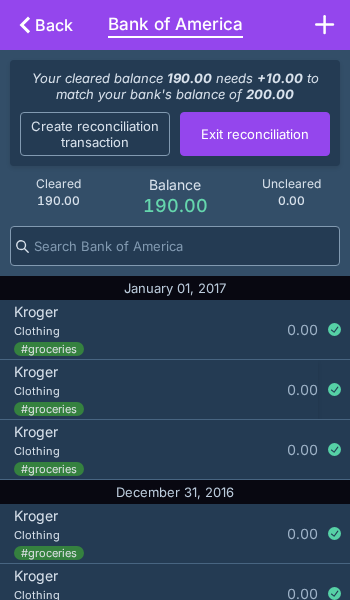 Back
Bank of America
Your cleared balance 190.00 needs +10.00 to
match your bank's balance of 200.00
Create reconciliation
transaction
Exit reconciliation
Cleared
190.00
Balance
190.00
Uncleared
0.00
Search Bank of America
January 01, 2017
Kroger
Clothing
0.00
#groceries
Kroger
Clothing
0.00
#groceries
Kroger
Clothing
0.00
#groceries
December 31, 2016
Kroger
Clothing
0.00
#groceries
Kroger
Clothing
0.00